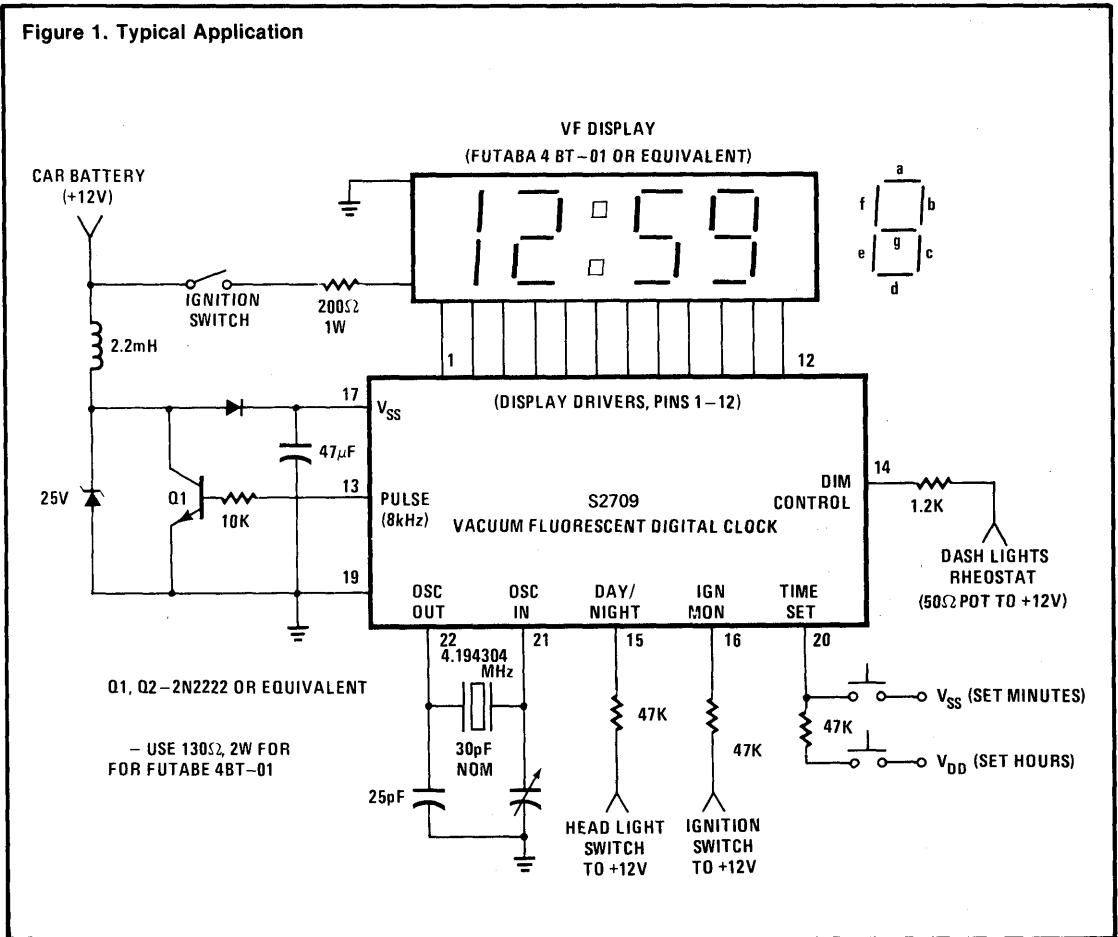 Figure 1. Typical Application
VF DISPLAY
(FUTABA 4 BT-01 OR EQUIVALENT)
CAR BATTERY
(+12V)
12:59
a
f
b
g
e
c
d
IGNITION
SWITCH
200Ω
1W
2.2mH
1
12
17
VSS
(DISPLAY DRIVERS, PINS 1-12)
47µF
14
DIM
CONTROL
25V
Q1
10K
13
PULSE
(8kHz)
S2709
VACUUM FLUORESCENT DIGITAL CLOCK
1.2K
DASH LIGHTS
RHEOSTAT
(50Ω POT TO +12V)
19
OSC
OUT
OSC
IN
DAY/
NIGHT
IGN
MON
TIME
SET
22
21
15
16
20
4.194304
MHz
Q1, Q2-2N2222 OR EQUIVALENT
47K
47K
47K
VSS (SET MINUTES)
VDD (SET HOURS)
- USE 130Ω, 2W FOR
FOR FUTABE 4BT-01
30pF
NOM
25pF
HEAD LIGHT
SWITCH
TO +12V
IGNITION
SWITCH
TO +12V